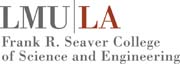 LMU|LA
Frank R. Seaver College
of Science and Engineering